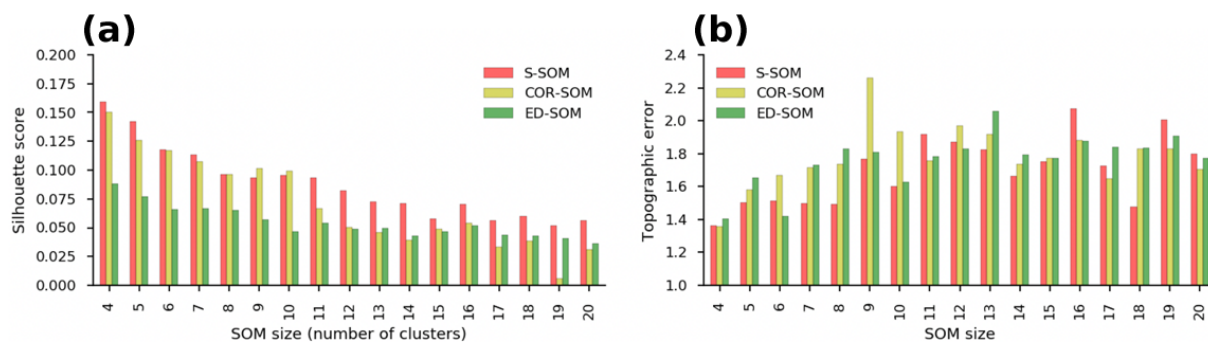 (a)
Silhouette score
0.200
0.175
0.150
0.125
0.100
0.075
0.050
0.025
0.000
S-SOM
COR-SOM
ED-SOM
4 5 6 7 8 9 10 11 12 13 14 15 16 17 18 19 20
SOM size (number of clusters)
(b)
Topographic error
2.4
2.2
2.0
1.8
1.6
1.4
1.2
1.0
S-SOM
COR-SOM
ED-SOM
4 5 6 7 8 9 10 11 12 13 14 15 16 17 18 19 20
SOM size